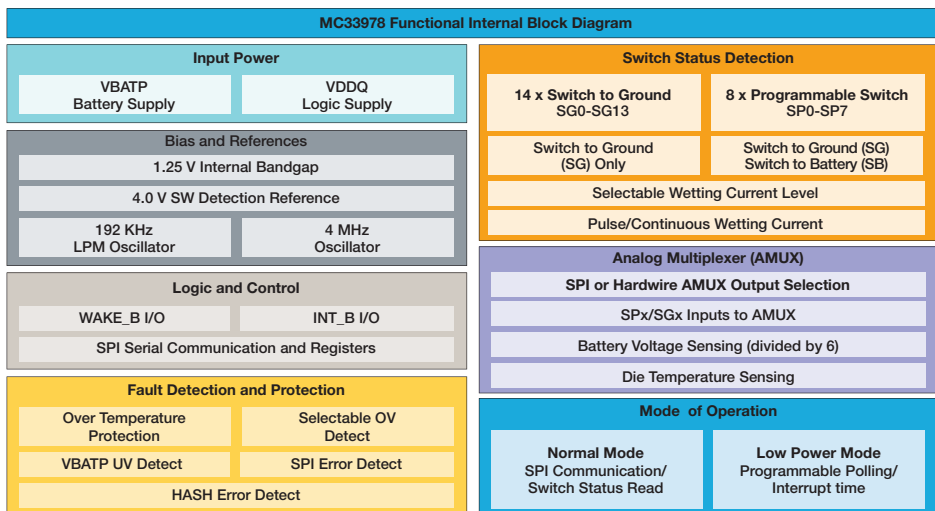 MC33978 Functional Internal Block Diagram
Input Power
VBATP
Battery Supply
VDDQ
Logic Supply
Bias and References
1.25 V Internal Bandgap
4.0 V SW Detection Reference
192 KHz
LPM Oscillator
4 MHz
Oscillator
Logic and Control
WAKE_B I/O
INT_B I/O
SPI Serial Communication and Registers
Fault Detection and Protection
Over Temperature
Protection
Selectable OV
Detect
VBATP UV Detect
SPI Error Detect
HASH Error Detect
Switch Status Detection
14 x Switch to Ground
SG0-SG13
8 x Programmable Switch
SP0-SP7
Switch to Ground
(SG) Only
Switch to Ground (SG)
Switch to Battery (SB)
Selectable Wetting Current Level
Pulse/Continuous Wetting Current
Analog Multiplexer (AMUX)
SPI or Hardwire AMUX Output Selection
SPx/SGx Inputs to AMUX
Battery Voltage Sensing (divided by 6)
Die Temperature Sensing
Mode of Operation
Normal Mode
SPI Communication/
Switch Status Read
Low Power Mode
Programmable Polling/
Interrupt time